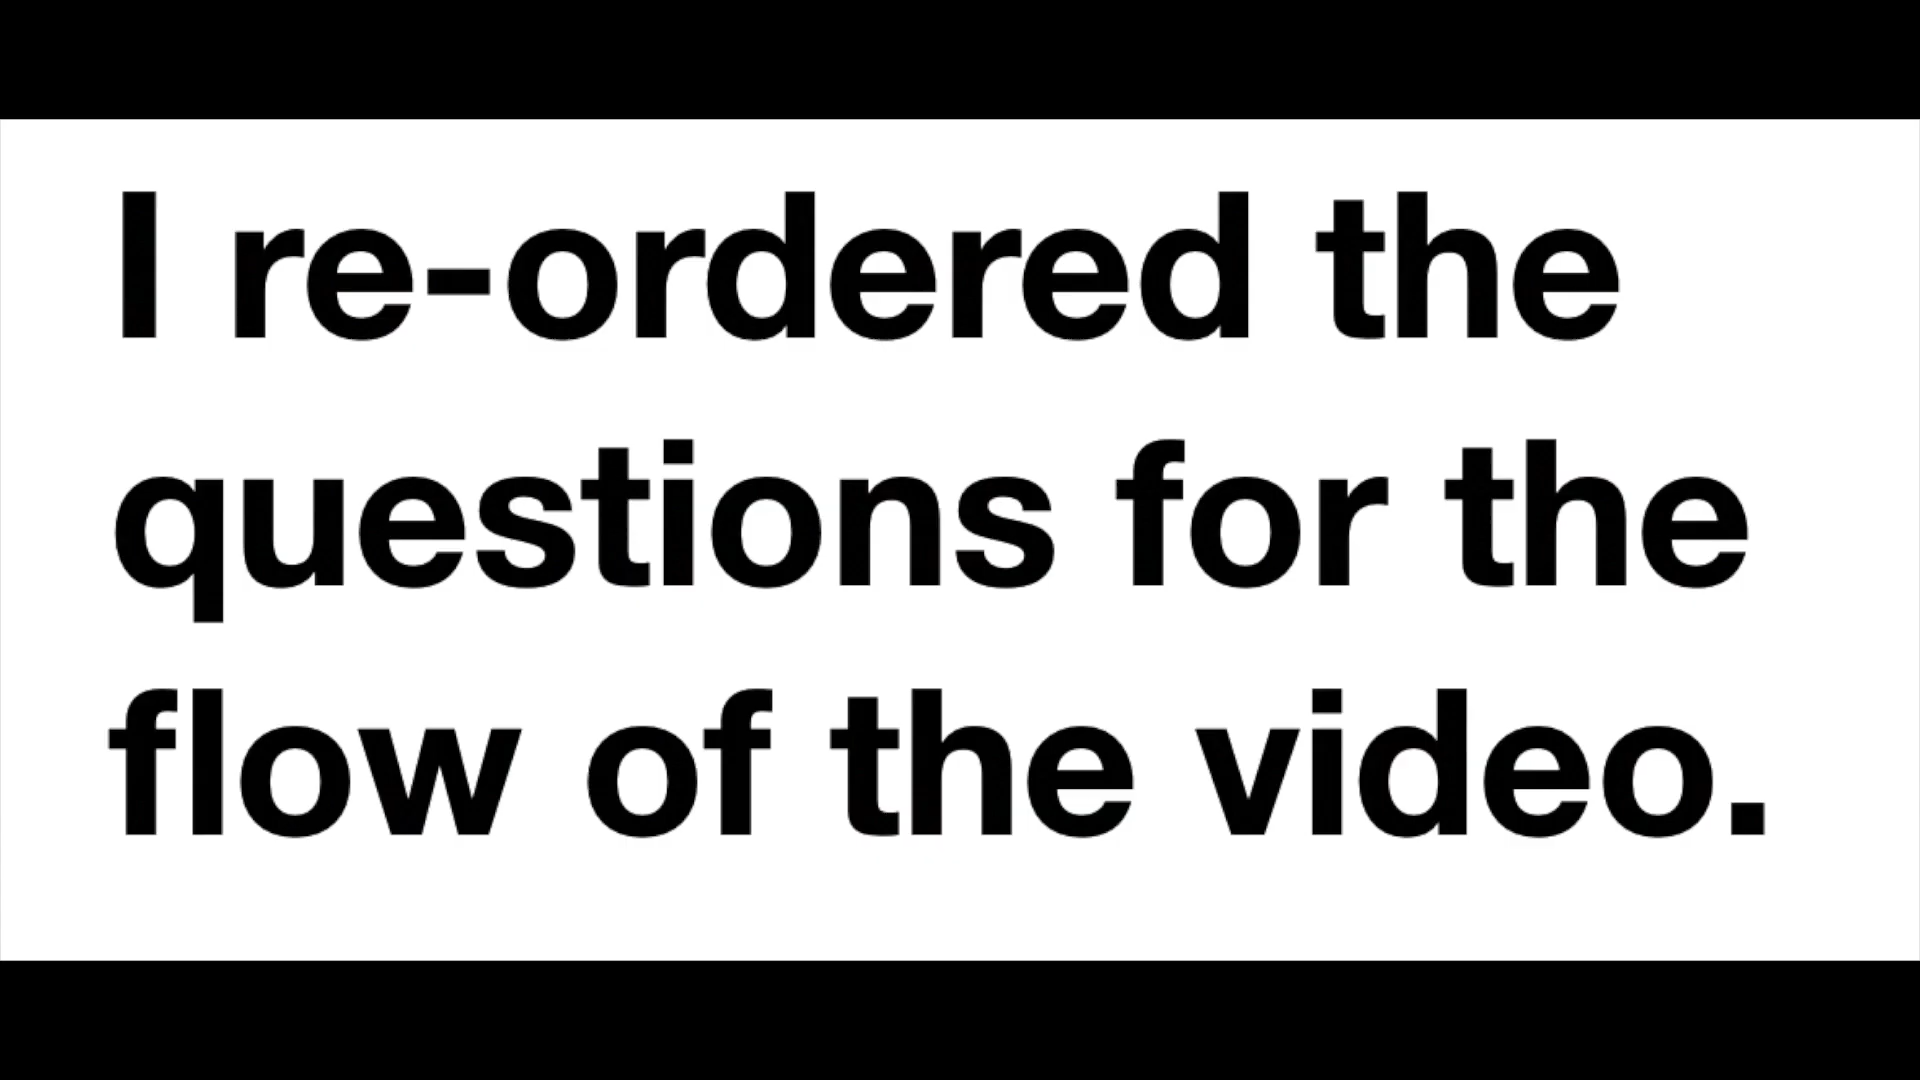 I re-ordered the
questions for the
flow of the video.